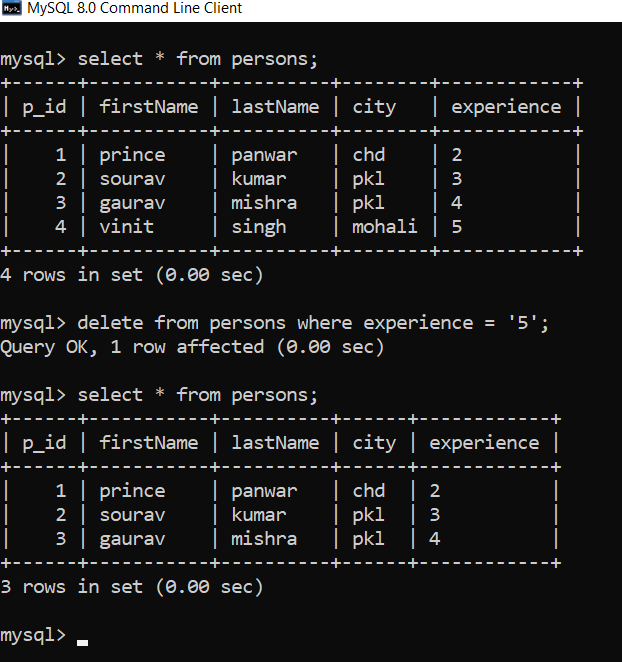 MySQL 8.0 Command Line Client
mysql> select * from persons;
+------+-----------+----------+--------+------------+
| p_id | firstName | lastName | city   | experience |
+------+-----------+----------+--------+------------+
|    1 | prince    | panwar   | chd    | 2          |
|    2 | sourav    | kumar    | pkl    | 3          |
|    3 | gaurav    | mishra   | pkl    | 4          |
|    4 | vinit     | singh    | mohali | 5          |
+------+-----------+----------+--------+------------+
4 rows in set (0.00 sec)
mysql> delete from persons where experience = '5';
Query OK, 1 row affected (0.00 sec)
mysql> select * from persons;
+------+-----------+----------+------+------------+
| p_id | firstName | lastName | city | experience |
+------+-----------+----------+------+------------+
|    1 | prince    | panwar   | chd  | 2          |
|    2 | sourav    | kumar    | pkl  | 3          |
|    3 | gaurav    | mishra   | pkl  | 4          |
+------+-----------+----------+------+------------+
3 rows in set (0.00 sec)
mysql>